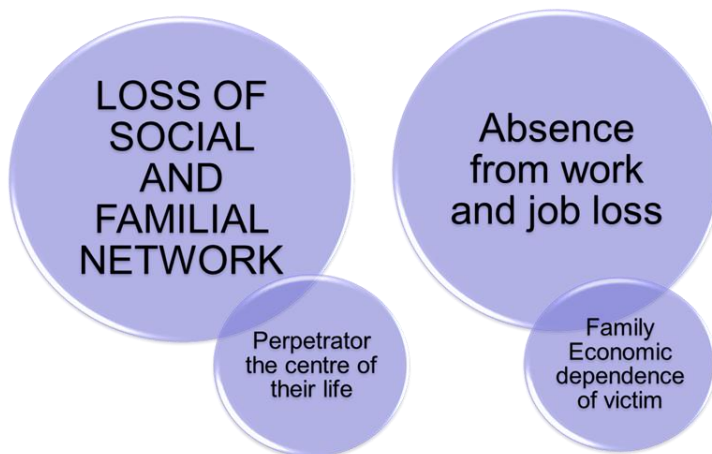 LOSS OF
SOCIAL
AND
FAMILIAL
NETWORK
Perpetrator
the centre of
their life
Absence
from work
and job loss
Family
Economic
dependence
of victim